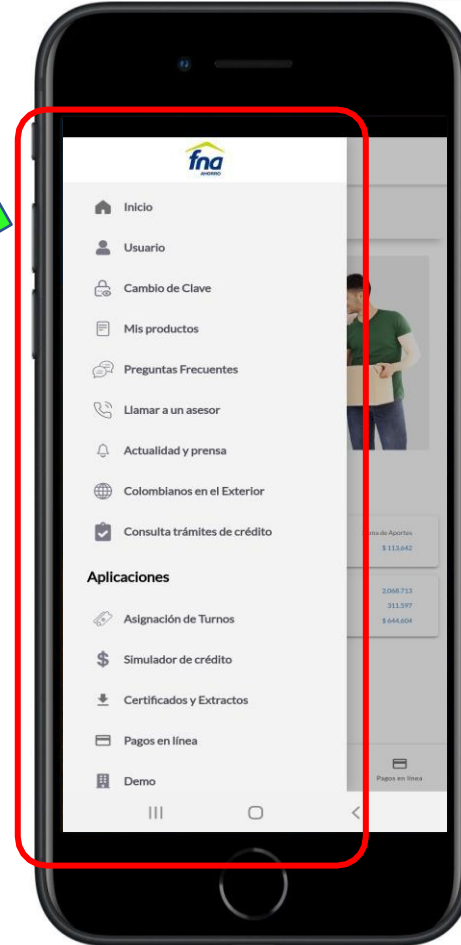 fna
AHORRO
Inicio
Usuario
Cambio de Clave
Mis productos
Preguntas Frecuentes
Llamar a un asesor
Actualidad y prensa
Colombianos en el Exterior
Consulta trámites de crédito
de Aportes
$ 113,642
Aplicaciones
2,068.713
311.597
Asignación de Turnos
$ 644,604
Simulador de crédito
Certificados y Extractos
Pagos en línea
Demo
Pagos en línea